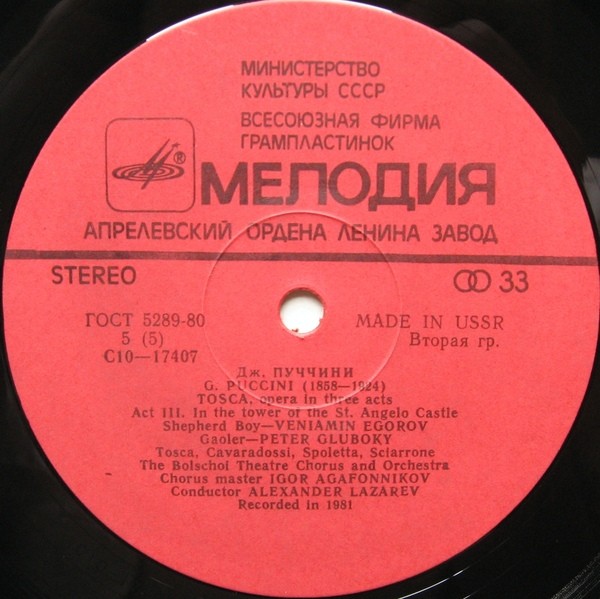 МИНИСТЕРСТВО
КУЛЬТУРЫ СССР
ВСЕСОЮЗНАЯ ФИРМА
ГРАМПЛАСТИНОК
®
МЕЛОДИЯ
АПРЕЛЕВСКИЙ ОРДЕНА ЛЕНИНА ЗАВОД
STEREO
33
ГОСТ 5289-80
MADE IN USSR
5 (5)
Вторая гр.
С10—17407
Дж. ПУЧЧИНИ
G. PUCCINI (1858—1924)
TOSCA, opera in three acts
Act III. In the tower of the St. Angelo Castle
Shepherd Boy—VENIAMIN EGOROV
Gaoler—PETER GLUBOKY
Tosca, Cavaradossi, Spoletta, Sciarrone
The Bolschoi Theatre Chorus and Orchestra
Chorus master IGOR AGAFONNIKOV
Conductor ALEXANDER LAZAREV
Recorded in 1981